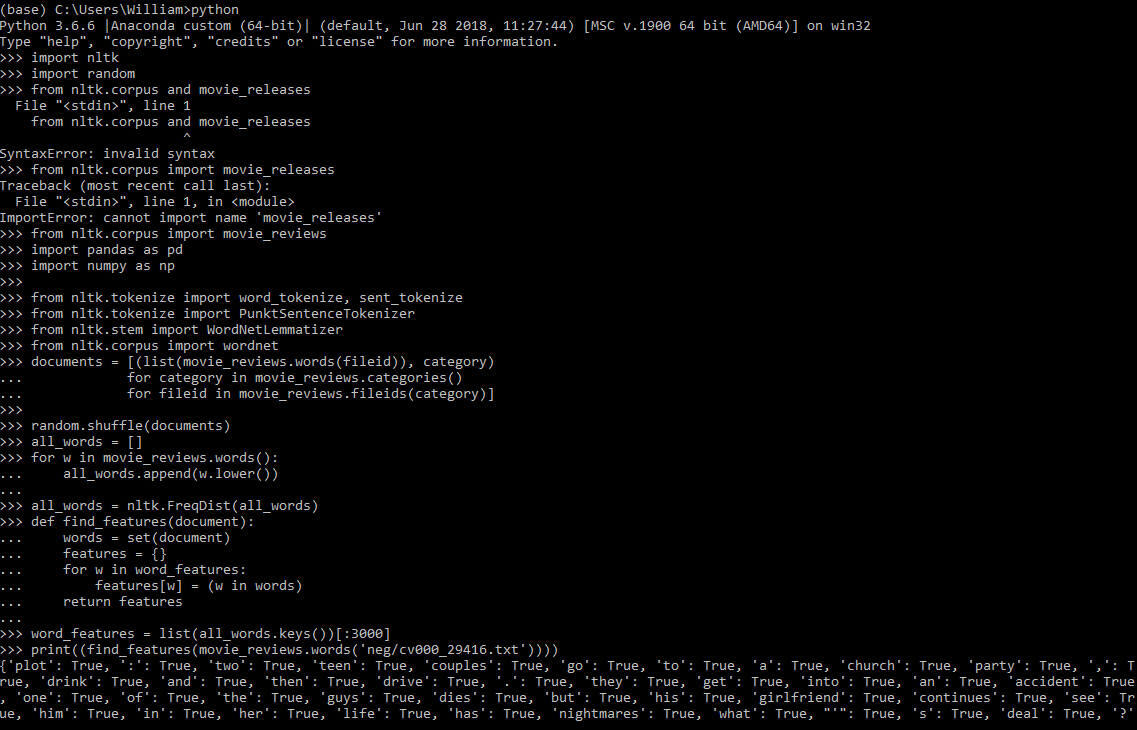 (base) C:\Users\William>python
Python 3.6.6 |Anaconda custom (64-bit)| (default, Jun 28 2018, 11:27:44) [MSC v.1900 64 bit (AMD64)] on win32
Type "help", "copyright", "credits" or "license" for more information.
>>> import nltk
>>> import random
>>> from nltk.corpus and movie_releases
  File "<stdin>", line 1
    from nltk.corpus and movie_releases
                       ^
SyntaxError: invalid syntax
>>> from nltk.corpus import movie_releases
Traceback (most recent call last):
  File "<stdin>", line 1, in <module>
ImportError: cannot import name 'movie_releases'
>>> from nltk.corpus import movie_reviews
>>> import pandas as pd
>>> import numpy as np
>>>
>>> from nltk.tokenize import word_tokenize, sent_tokenize
>>> from nltk.tokenize import PunktSentenceTokenizer
>>> from nltk.stem import WordNetLemmatizer
>>> from nltk.corpus import wordnet
>>> documents = [(list(movie_reviews.words(fileid)), category)
...             for category in movie_reviews.categories()
...             for fileid in movie_reviews.fileids(category)]
>>>
>>> random.shuffle(documents)
>>> all_words = []
>>> for w in movie_reviews.words():
...     all_words.append(w.lower())
...
>>> all_words = nltk.FreqDist(all_words)
>>> def find_features(document):
...     words = set(document)
...     features = {}
...     for w in word_features:
...         features[w] = (w in words)
...     return features
...
>>> word_features = list(all_words.keys())[:3000]
>>> print((find_features(movie_reviews.words('neg/cv000_29416.txt'))))
{'plot': True, ':': True, 'two': True, 'teen': True, 'couples': True, 'go': True, 'to': True, 'a': True, 'church': True, 'party': True, ',': T
rue, 'drink': True, 'and': True, 'then': True, 'drive': True, '.': True, 'they': True, 'get': True, 'into': True, 'an': True, 'accident': True
, 'one': True, 'of': True, 'the': True, 'guys': True, 'dies': True, 'but': True, 'his': True, 'girlfriend': True, 'continues': True, 'see': Tr
ue, 'him': True, 'in': True, 'her': True, 'life': True, 'has': True, 'nightmares': True, 'what': True, "'": True, 's': True, 'deal': True, '?'